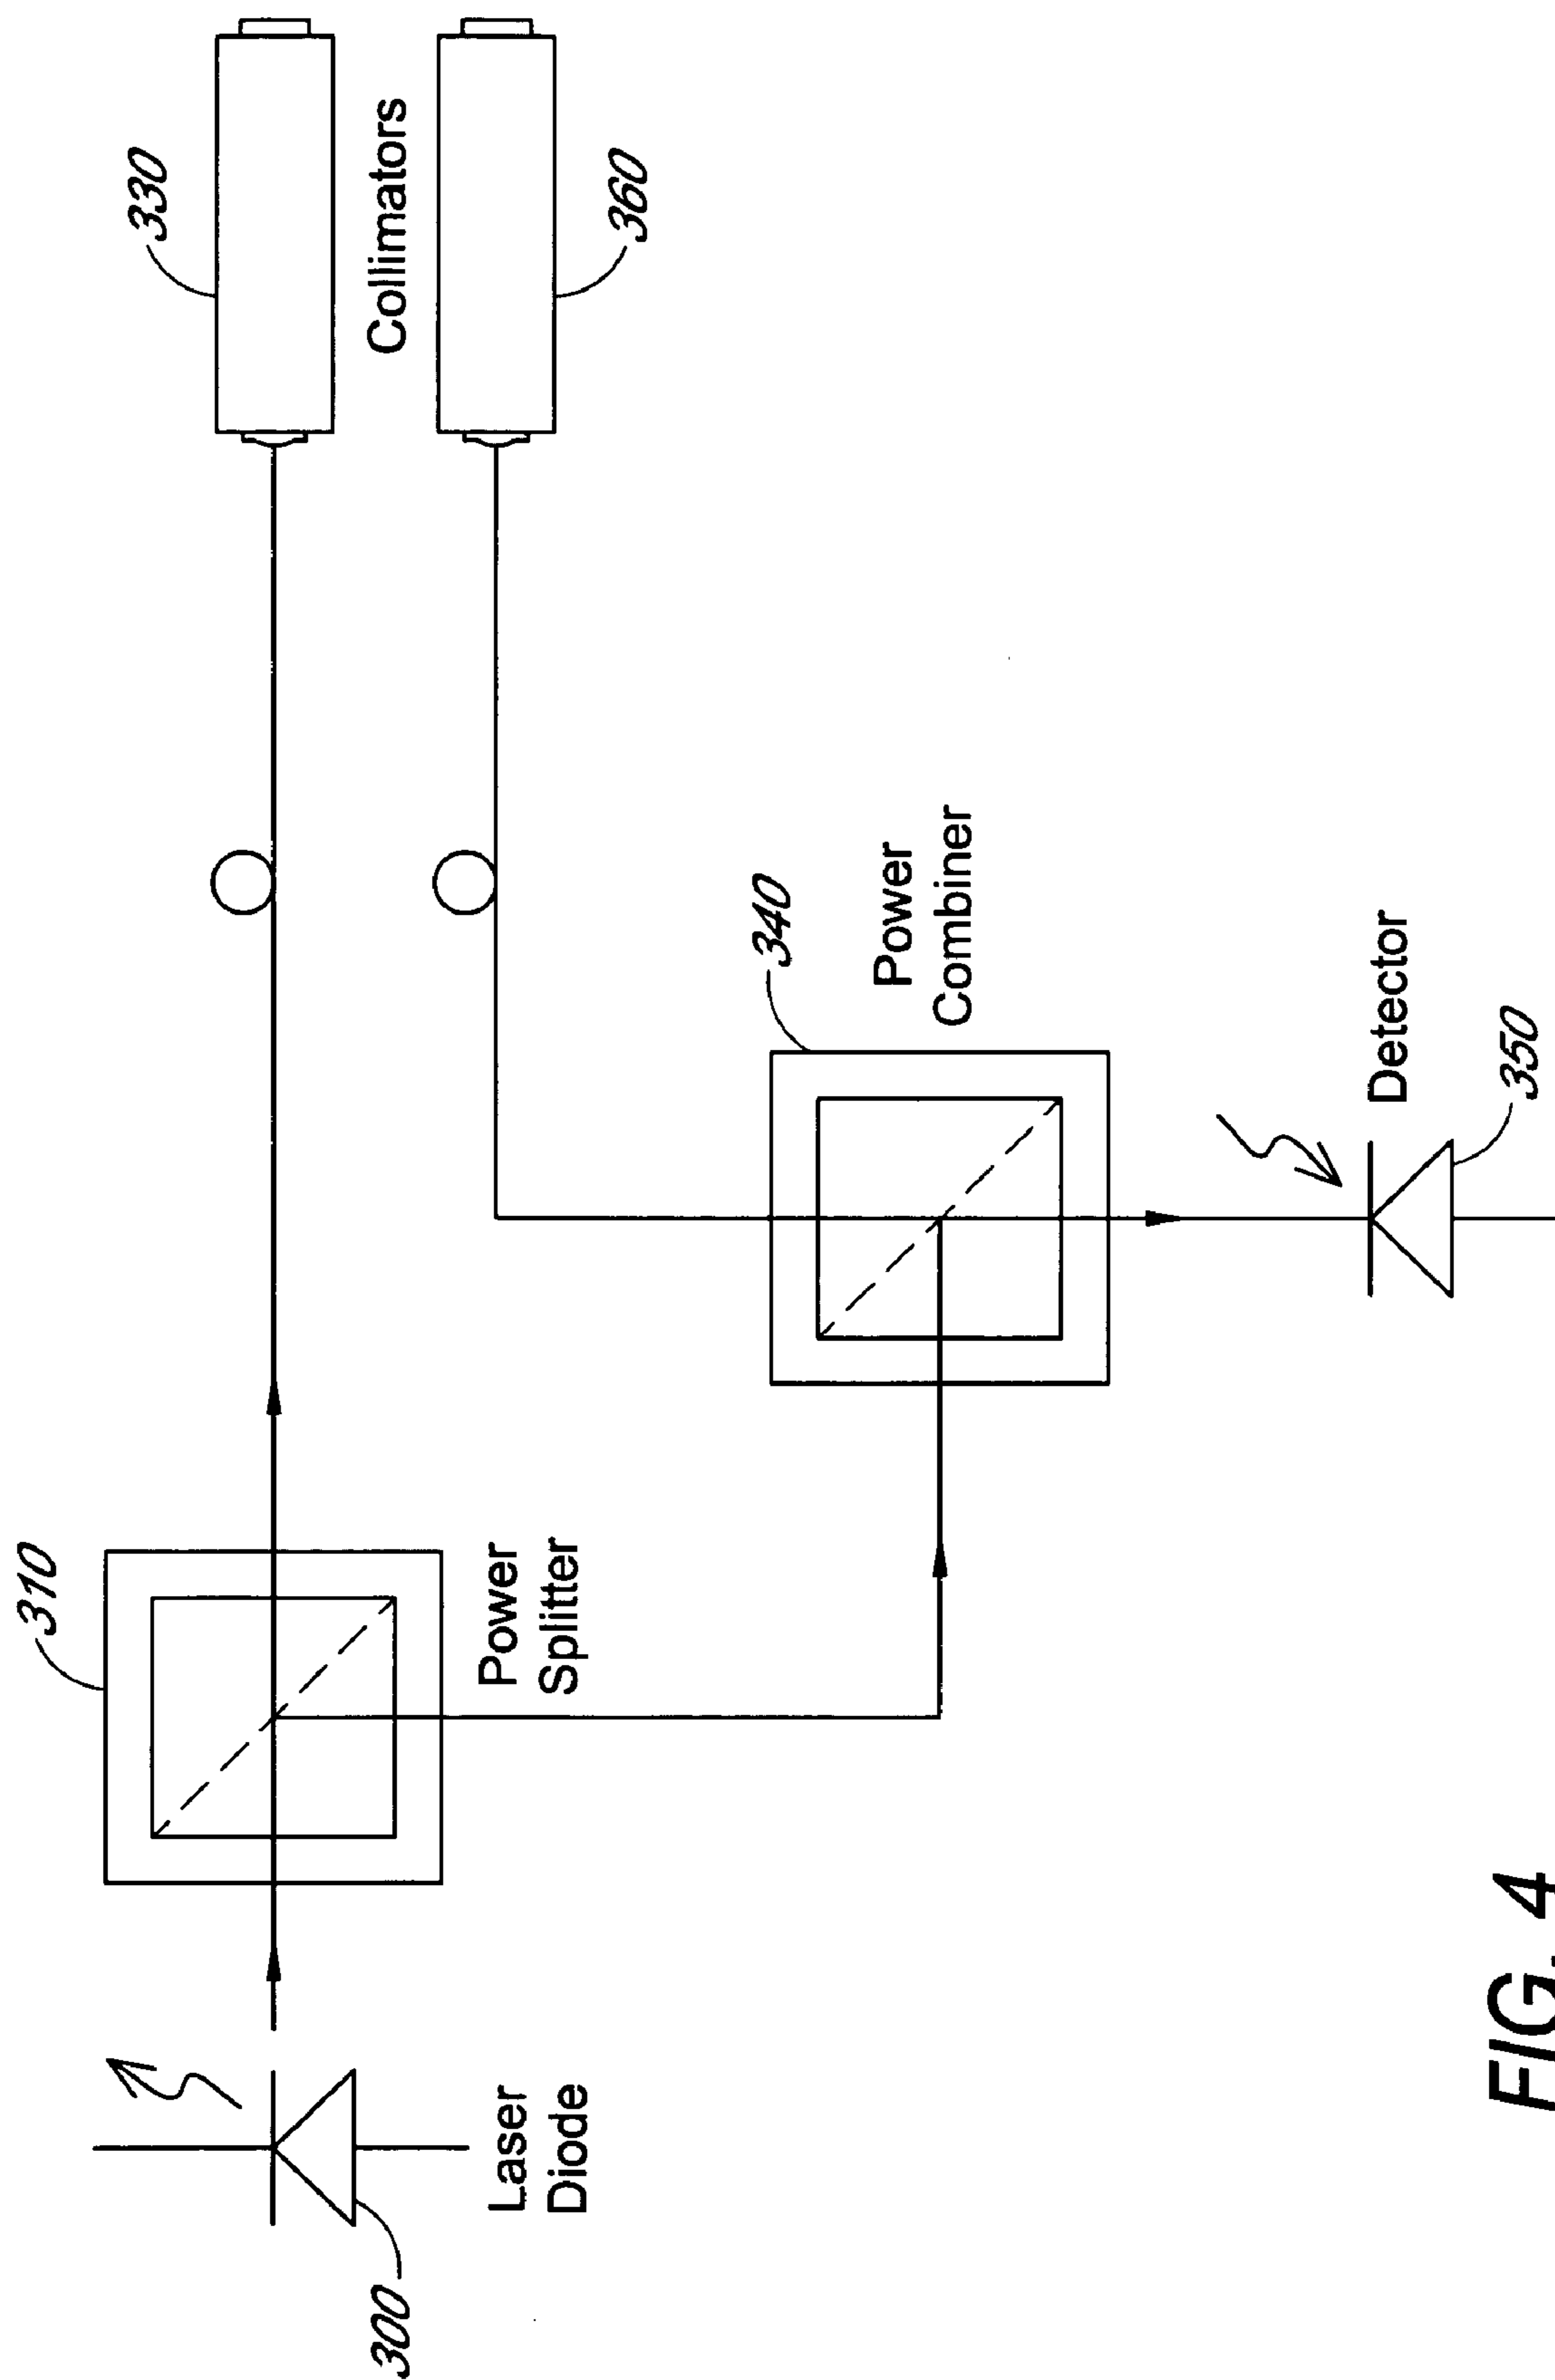 330
Collimators
360
310
Power
Splitter
340
Power
Combiner
Laser
Diode
300
Detector
350
FIG. 4